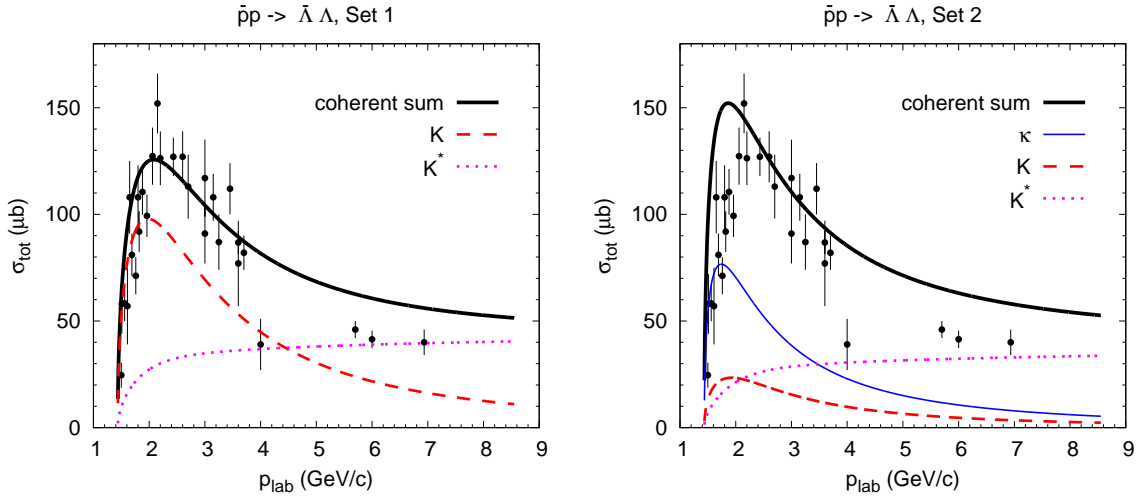 p̄p -> Λ̄ Λ, Set 1
150
100
50
0
σtot (μb)
coherent sum
K
K*
1 2 3 4 5 6 7 8 9
plab (GeV/c)
p̄p -> Λ̄ Λ, Set 2
150
100
50
0
σtot (μb)
coherent sum
κ
K
K*
1 2 3 4 5 6 7 8 9
plab (GeV/c)